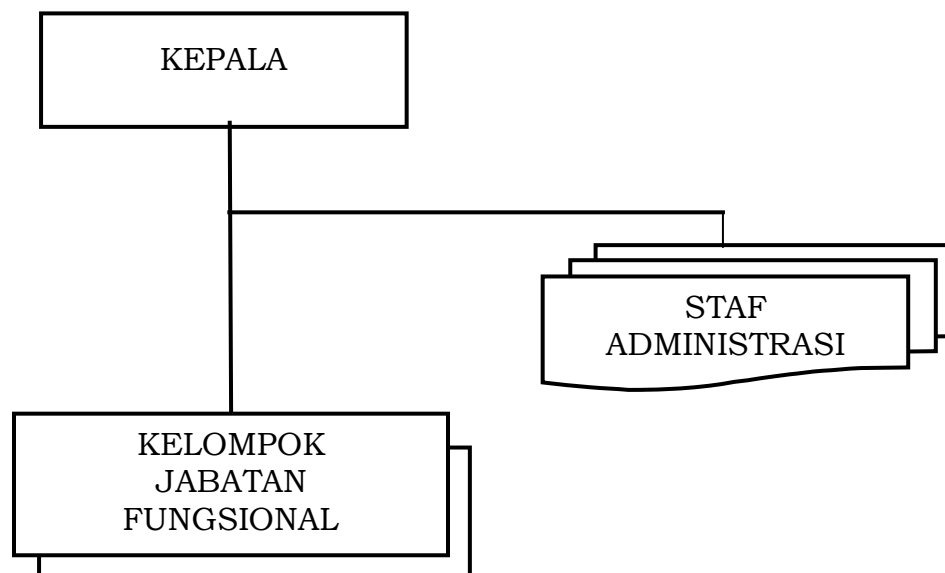 KEPALA
STAF
ADMINISTRASI
KELOMPOK
JABATAN
FUNGSIONAL